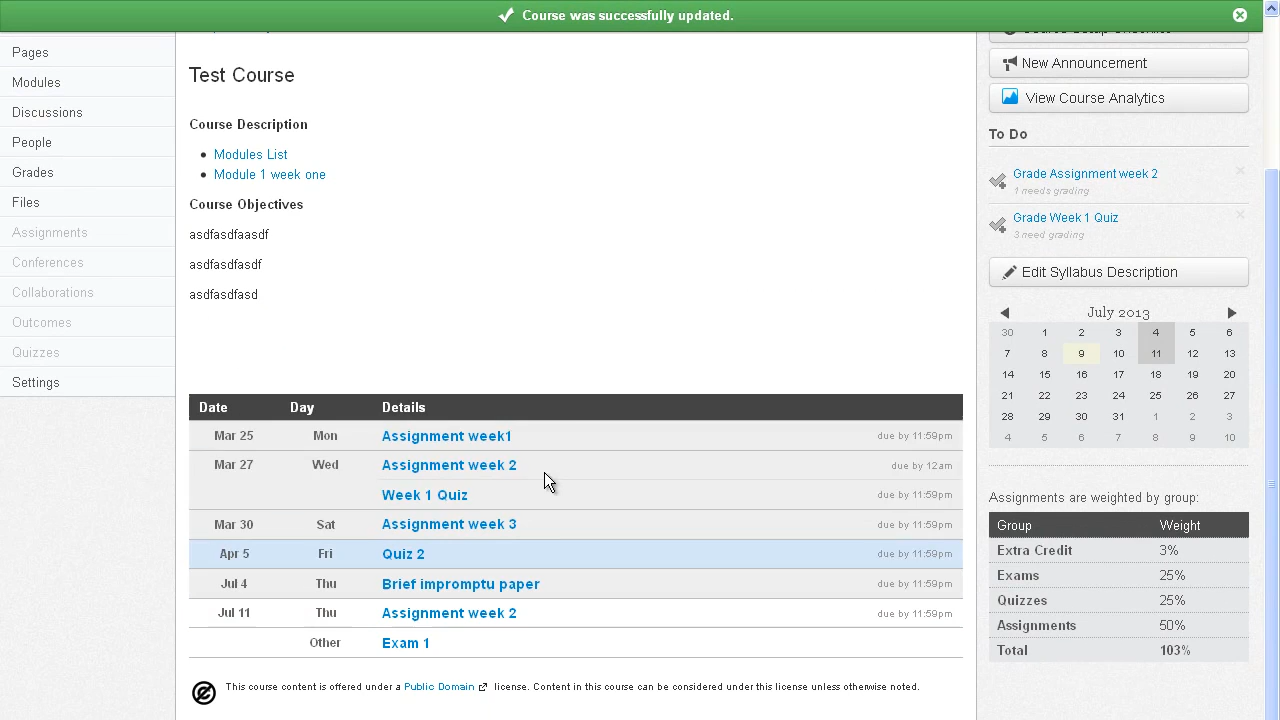 Course was successfully updated.
Pages
Modules
Discussions
People
Grades
Files
Assignments
Conferences
Collaborations
Outcomes
Quizzes
Settings
Test Course
Course Description
Modules List
Module 1 week one
Course Objectives
asdfasdfaasdf
asdfasdfasdf
asdfasdfasd
Date Day Details
Mar 25 Mon Assignment week1 due by 11:59pm
Mar 27 Wed Assignment week 2 due by 12am
Week 1 Quiz due by 11:59pm
Mar 30 Sat Assignment week 3 due by 11:59pm
Apr 5 Fri Quiz 2 due by 11:59pm
Jul 4 Thu Brief impromptu paper due by 11:59pm
Jul 11 Thu Assignment week 2 due by 11:59pm
Other Exam 1
This course content is offered under a Public Domain license. Content in this course can be considered under this license unless otherwise noted.
New Announcement
View Course Analytics
To Do
Grade Assignment week 2
1 needs grading
Grade Week 1 Quiz
3 need grading
Edit Syllabus Description
July 2013
30 1 2 3 4 5 6
7 8 9 10 11 12 13
14 15 16 17 18 19 20
21 22 23 24 25 26 27
28 29 30 31 1 2 3
4 5 6 7 8 9 10
Assignments are weighted by group:
Group Weight
Extra Credit 3%
Exams 25%
Quizzes 25%
Assignments 50%
Total 103%